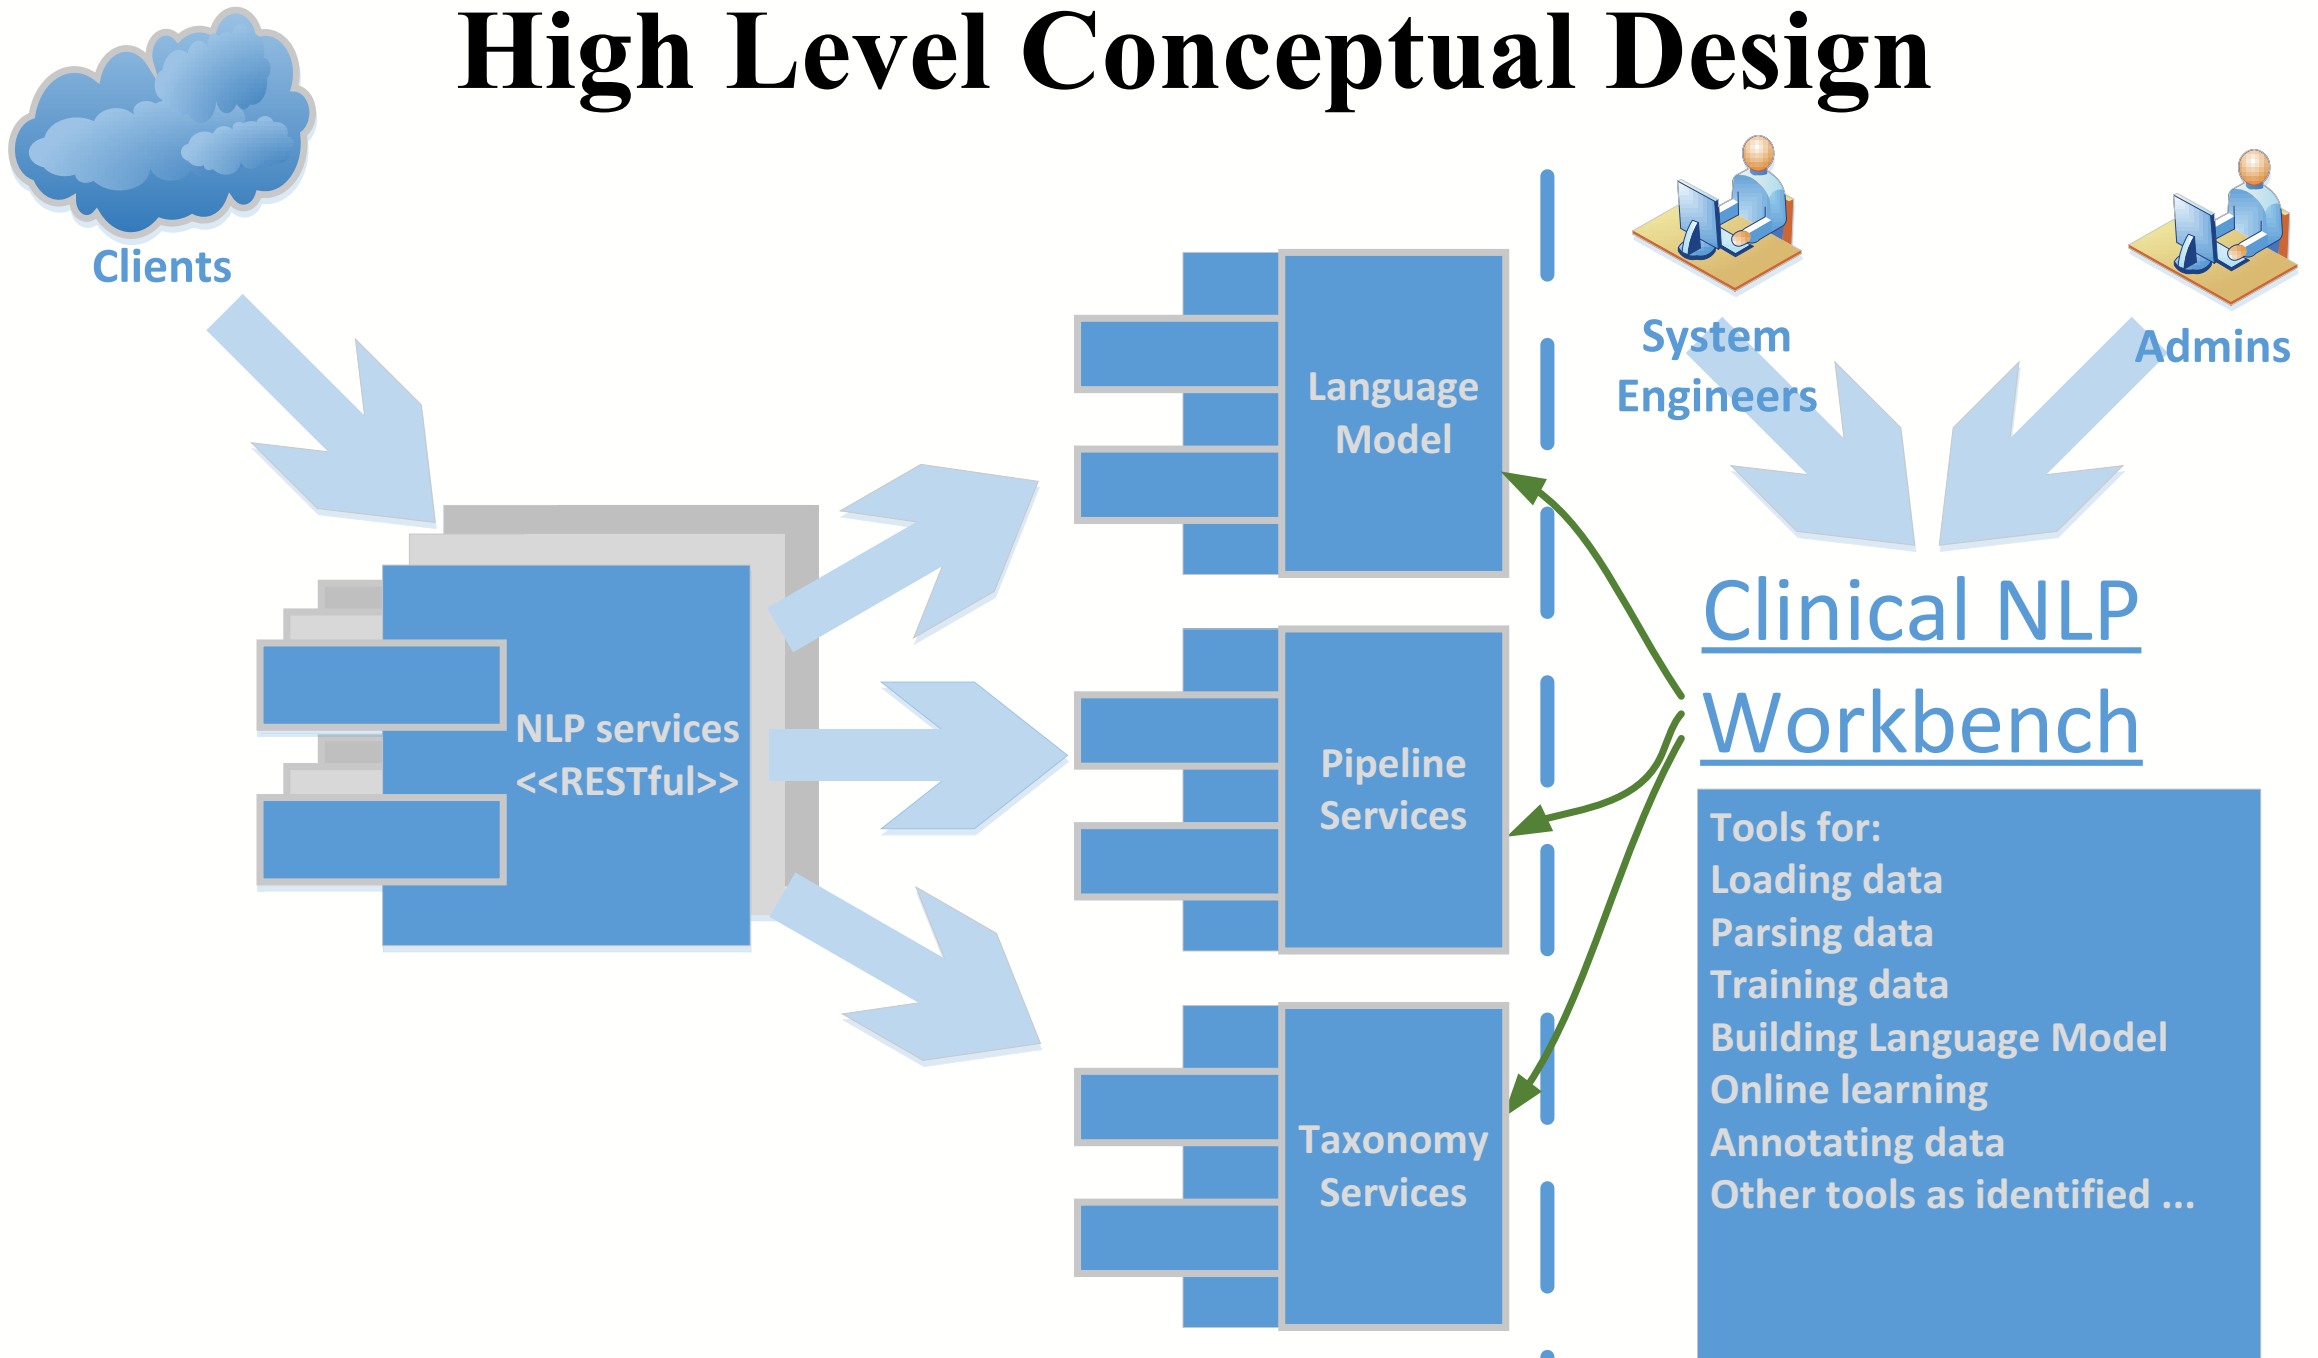 High Level Conceptual Design
Clients
NLP services
<<RESTful>>
Language
Model
Pipeline
Services
Taxonomy
Services
System
Engineers
Admins
Clinical NLP
Workbench
Tools for:
Loading data
Parsing data
Training data
Building Language Model
Online learning
Annotating data
Other tools as identified ...